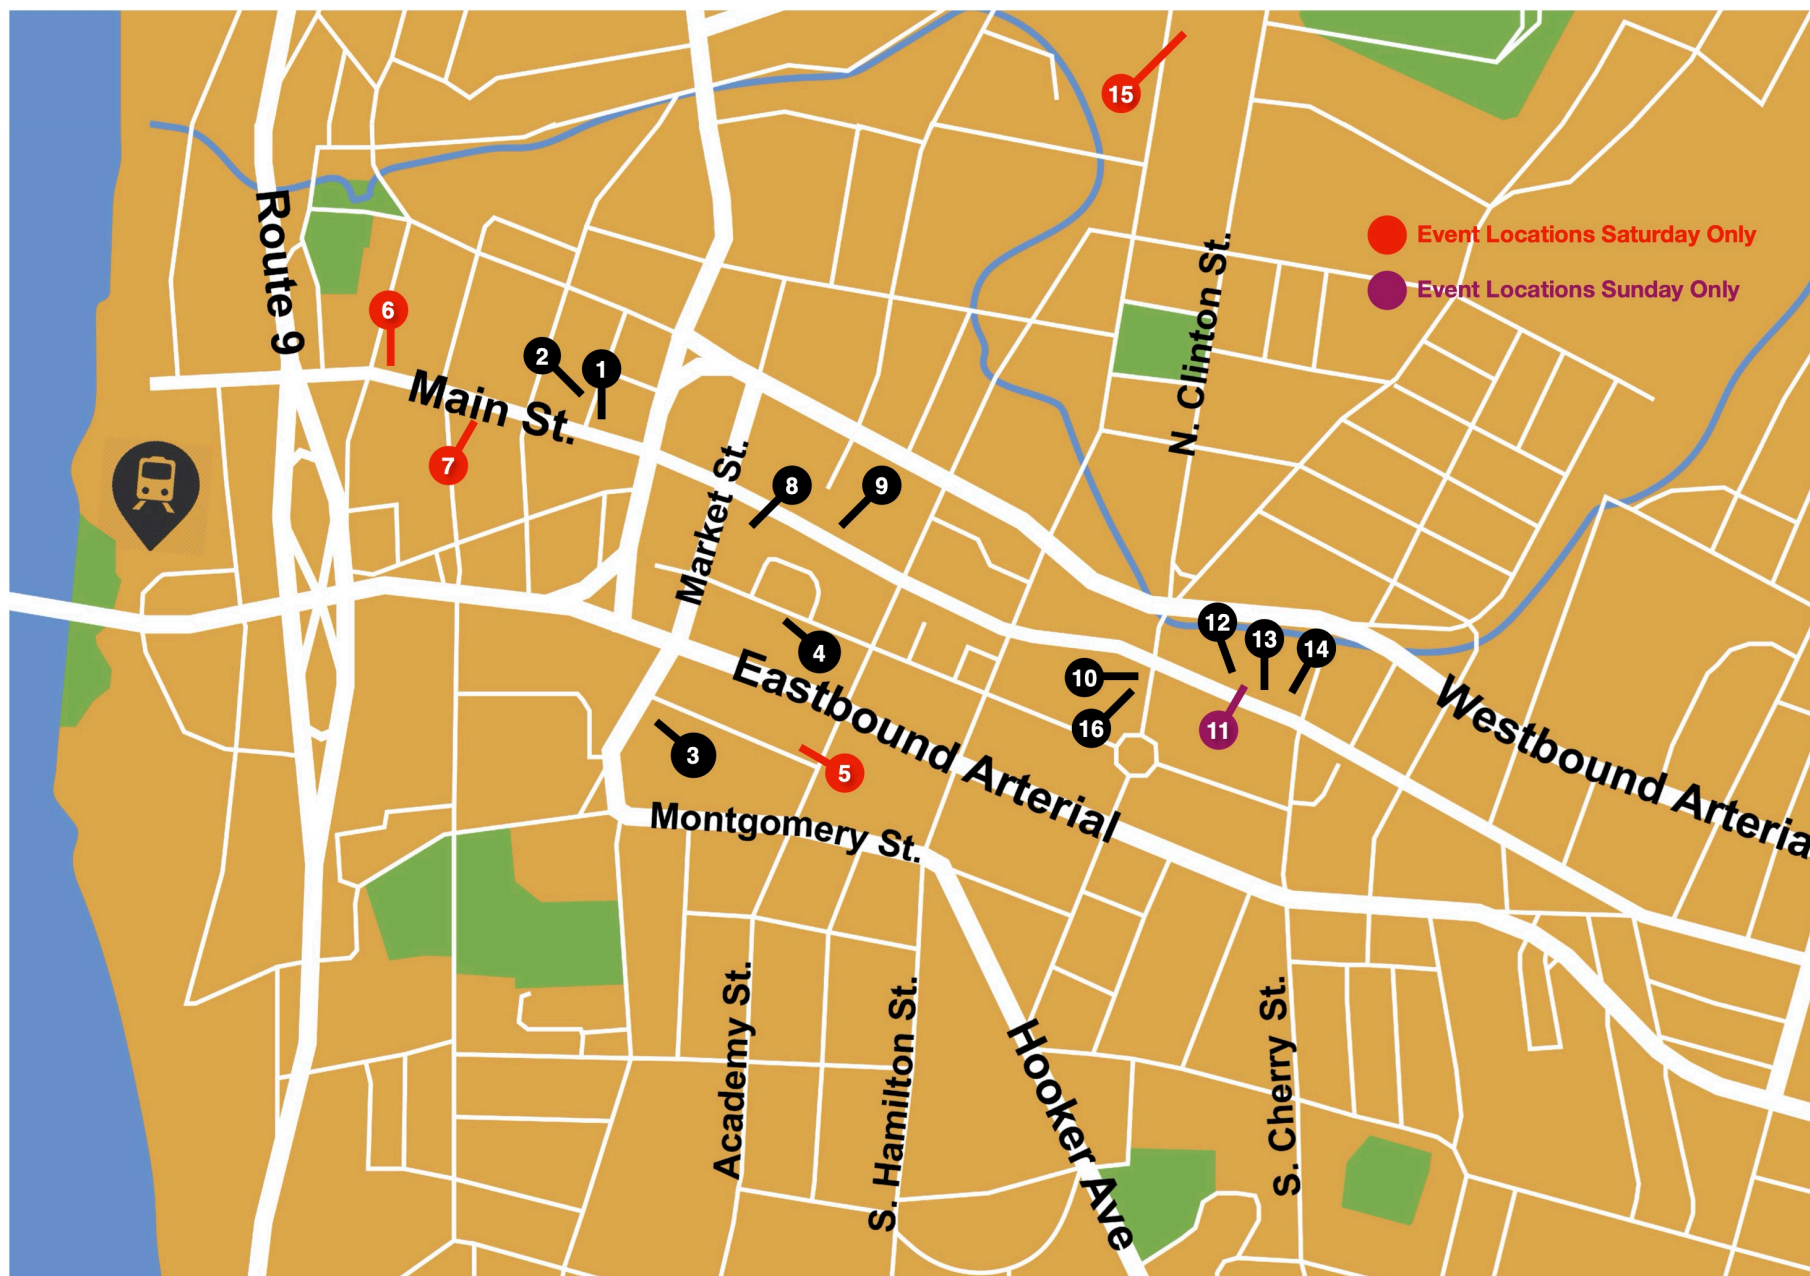 15
Route 9
N. Clinton St.
Event Locations Saturday Only
Event Locations Sunday Only
6
2
1
Main St.
7
Market St.
8
9
4
12
13
14
10
16
11
3
5
Eastbound Arterial
Westbound Arteria
Montgomery St.
Academy St.
S. Hamilton St.
Hooker Ave
S. Cherry St.